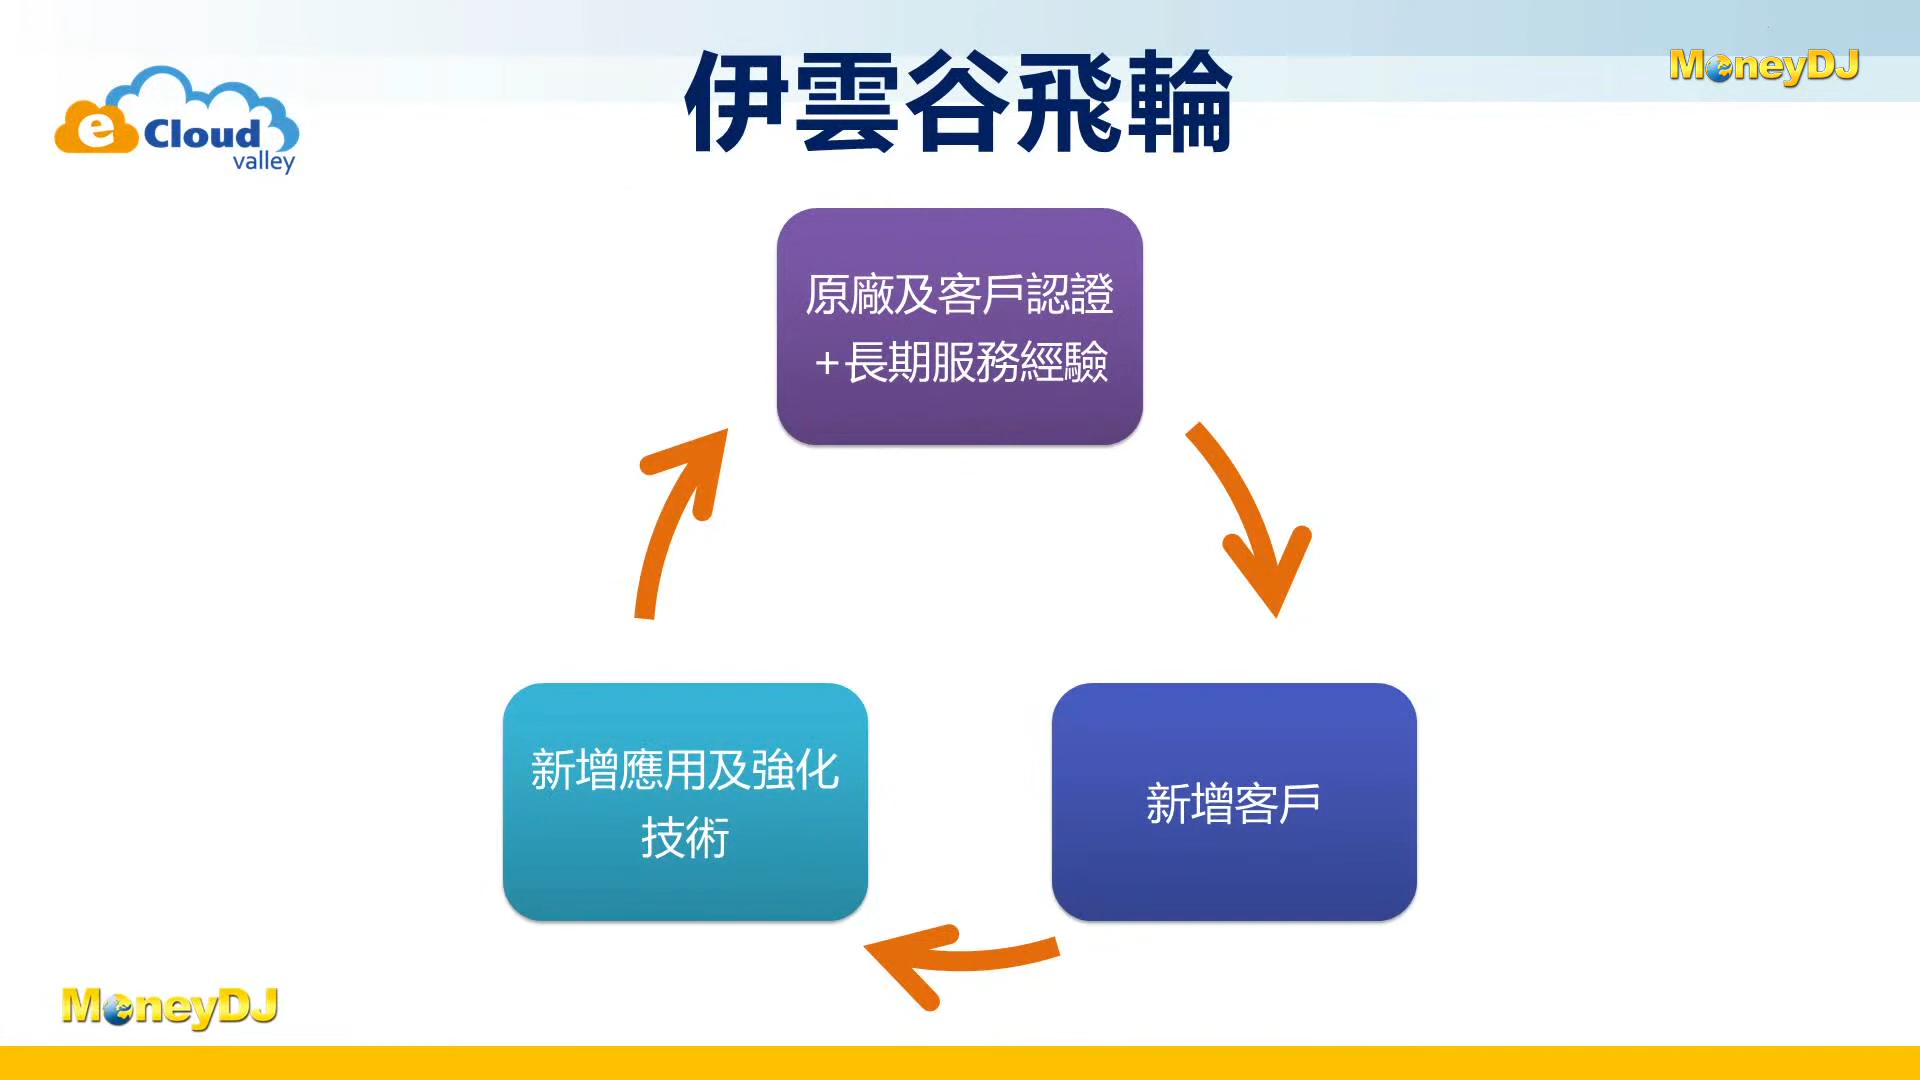 伊雲谷飛輪
MoneyDJ
e Cloud
valley
原廠及客戶認證
+長期服務經驗
新增應用及強化
技術
新增客戶
MoneyDJ